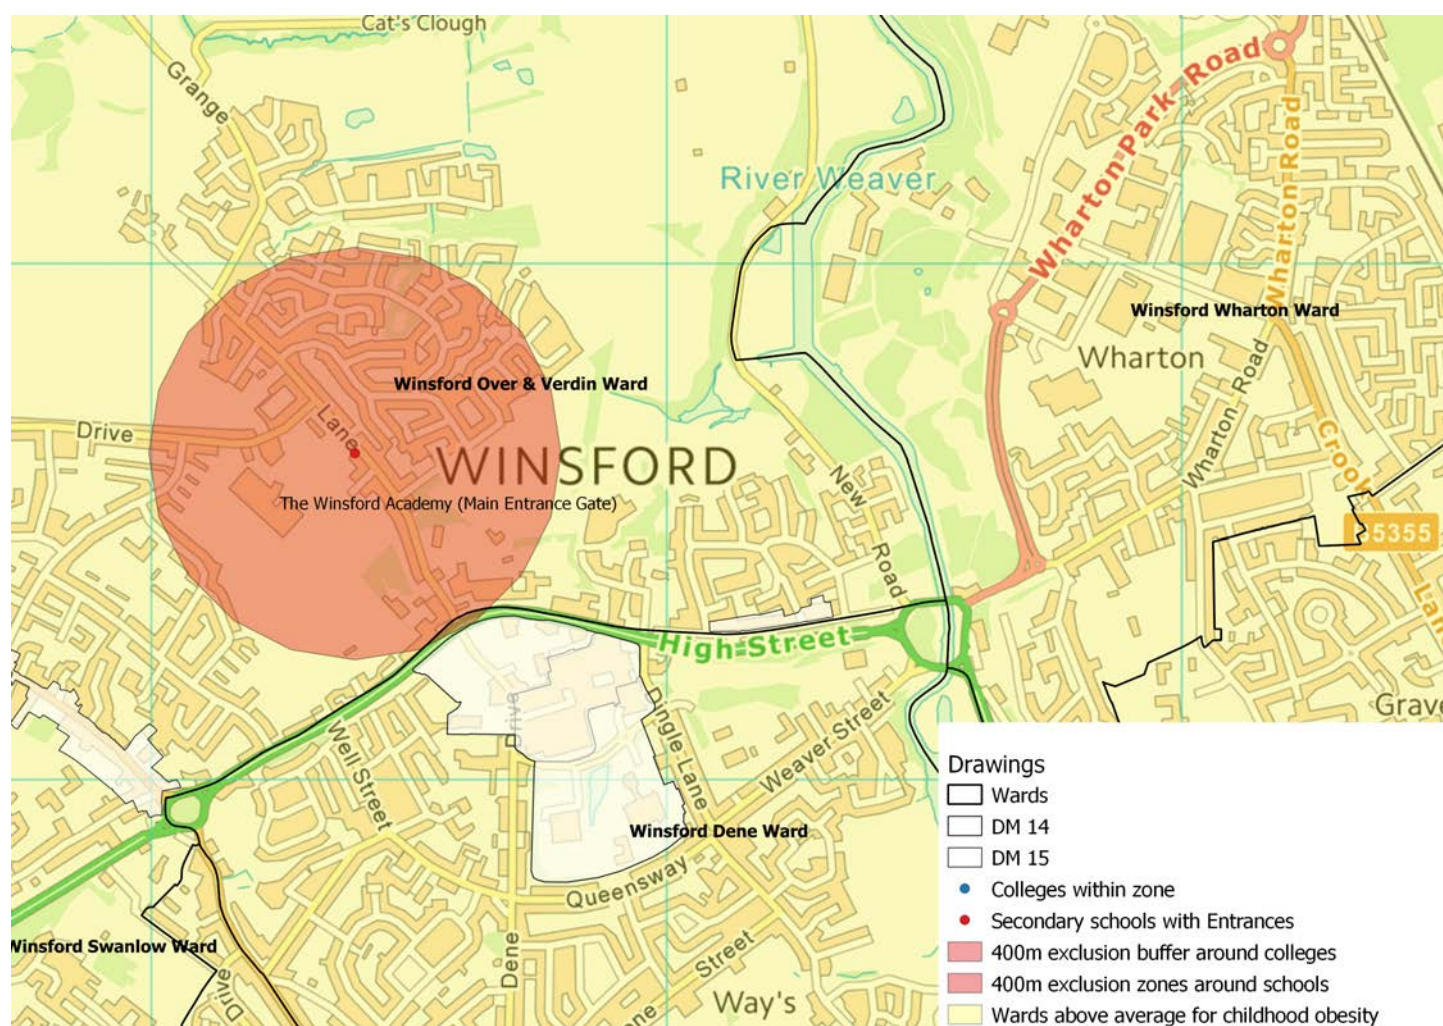 Cat's Clough
Grange
Wharton Park Road
Wharton Road
River Weaver
Winsford Wharton Ward
Wharton
Winsford Over & Verdin Ward
Drive
Lane
WINSFORD
Wharton Road
Crook
The Winsford Academy (Main Entrance Gate)
New
Road
5355
Lane
High Street
Drive
Dingle Lane
Weaver Street
Well Street
Grave
Winsford Dene Ward
Queensway
Winsford Swanlow Ward
Drive
Dene
Street
Way's
Drawings
Wards
DM 14
DM 15
Colleges within zone
Secondary schools with Entrances
400m exclusion buffer around colleges
400m exclusion zones around schools
Wards above average for childhood obesity